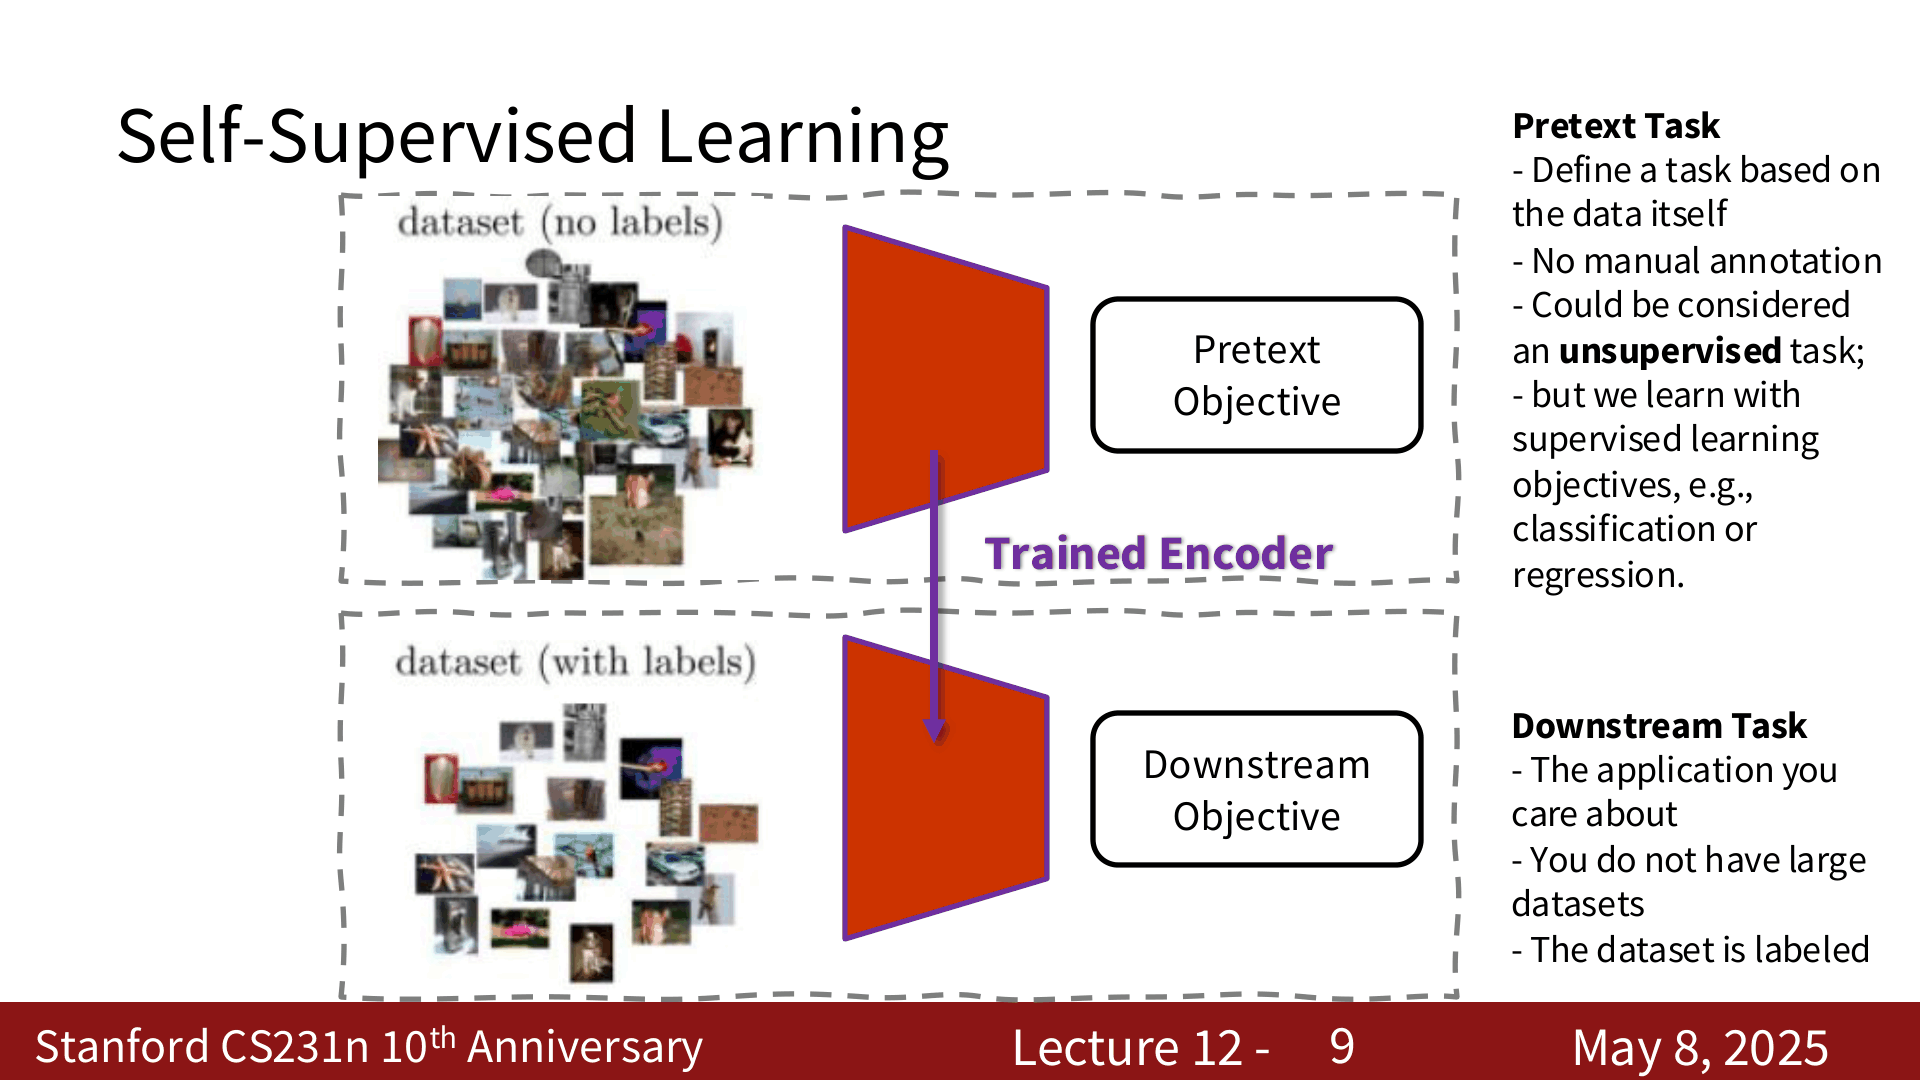 Self-Supervised Learning
dataset (no labels)
Pretext
Objective
Trained Encoder
dataset (with labels)
Downstream
Objective
Pretext Task
- Define a task based on
the data itself
- No manual annotation
- Could be considered
an unsupervised task;
- but we learn with
supervised learning
objectives, e.g.,
classification or
regression.
Downstream Task
- The application you
care about
- You do not have large
datasets
- The dataset is labeled
Stanford CS231n 10th Anniversary
Lecture 12 - 9
May 8, 2025